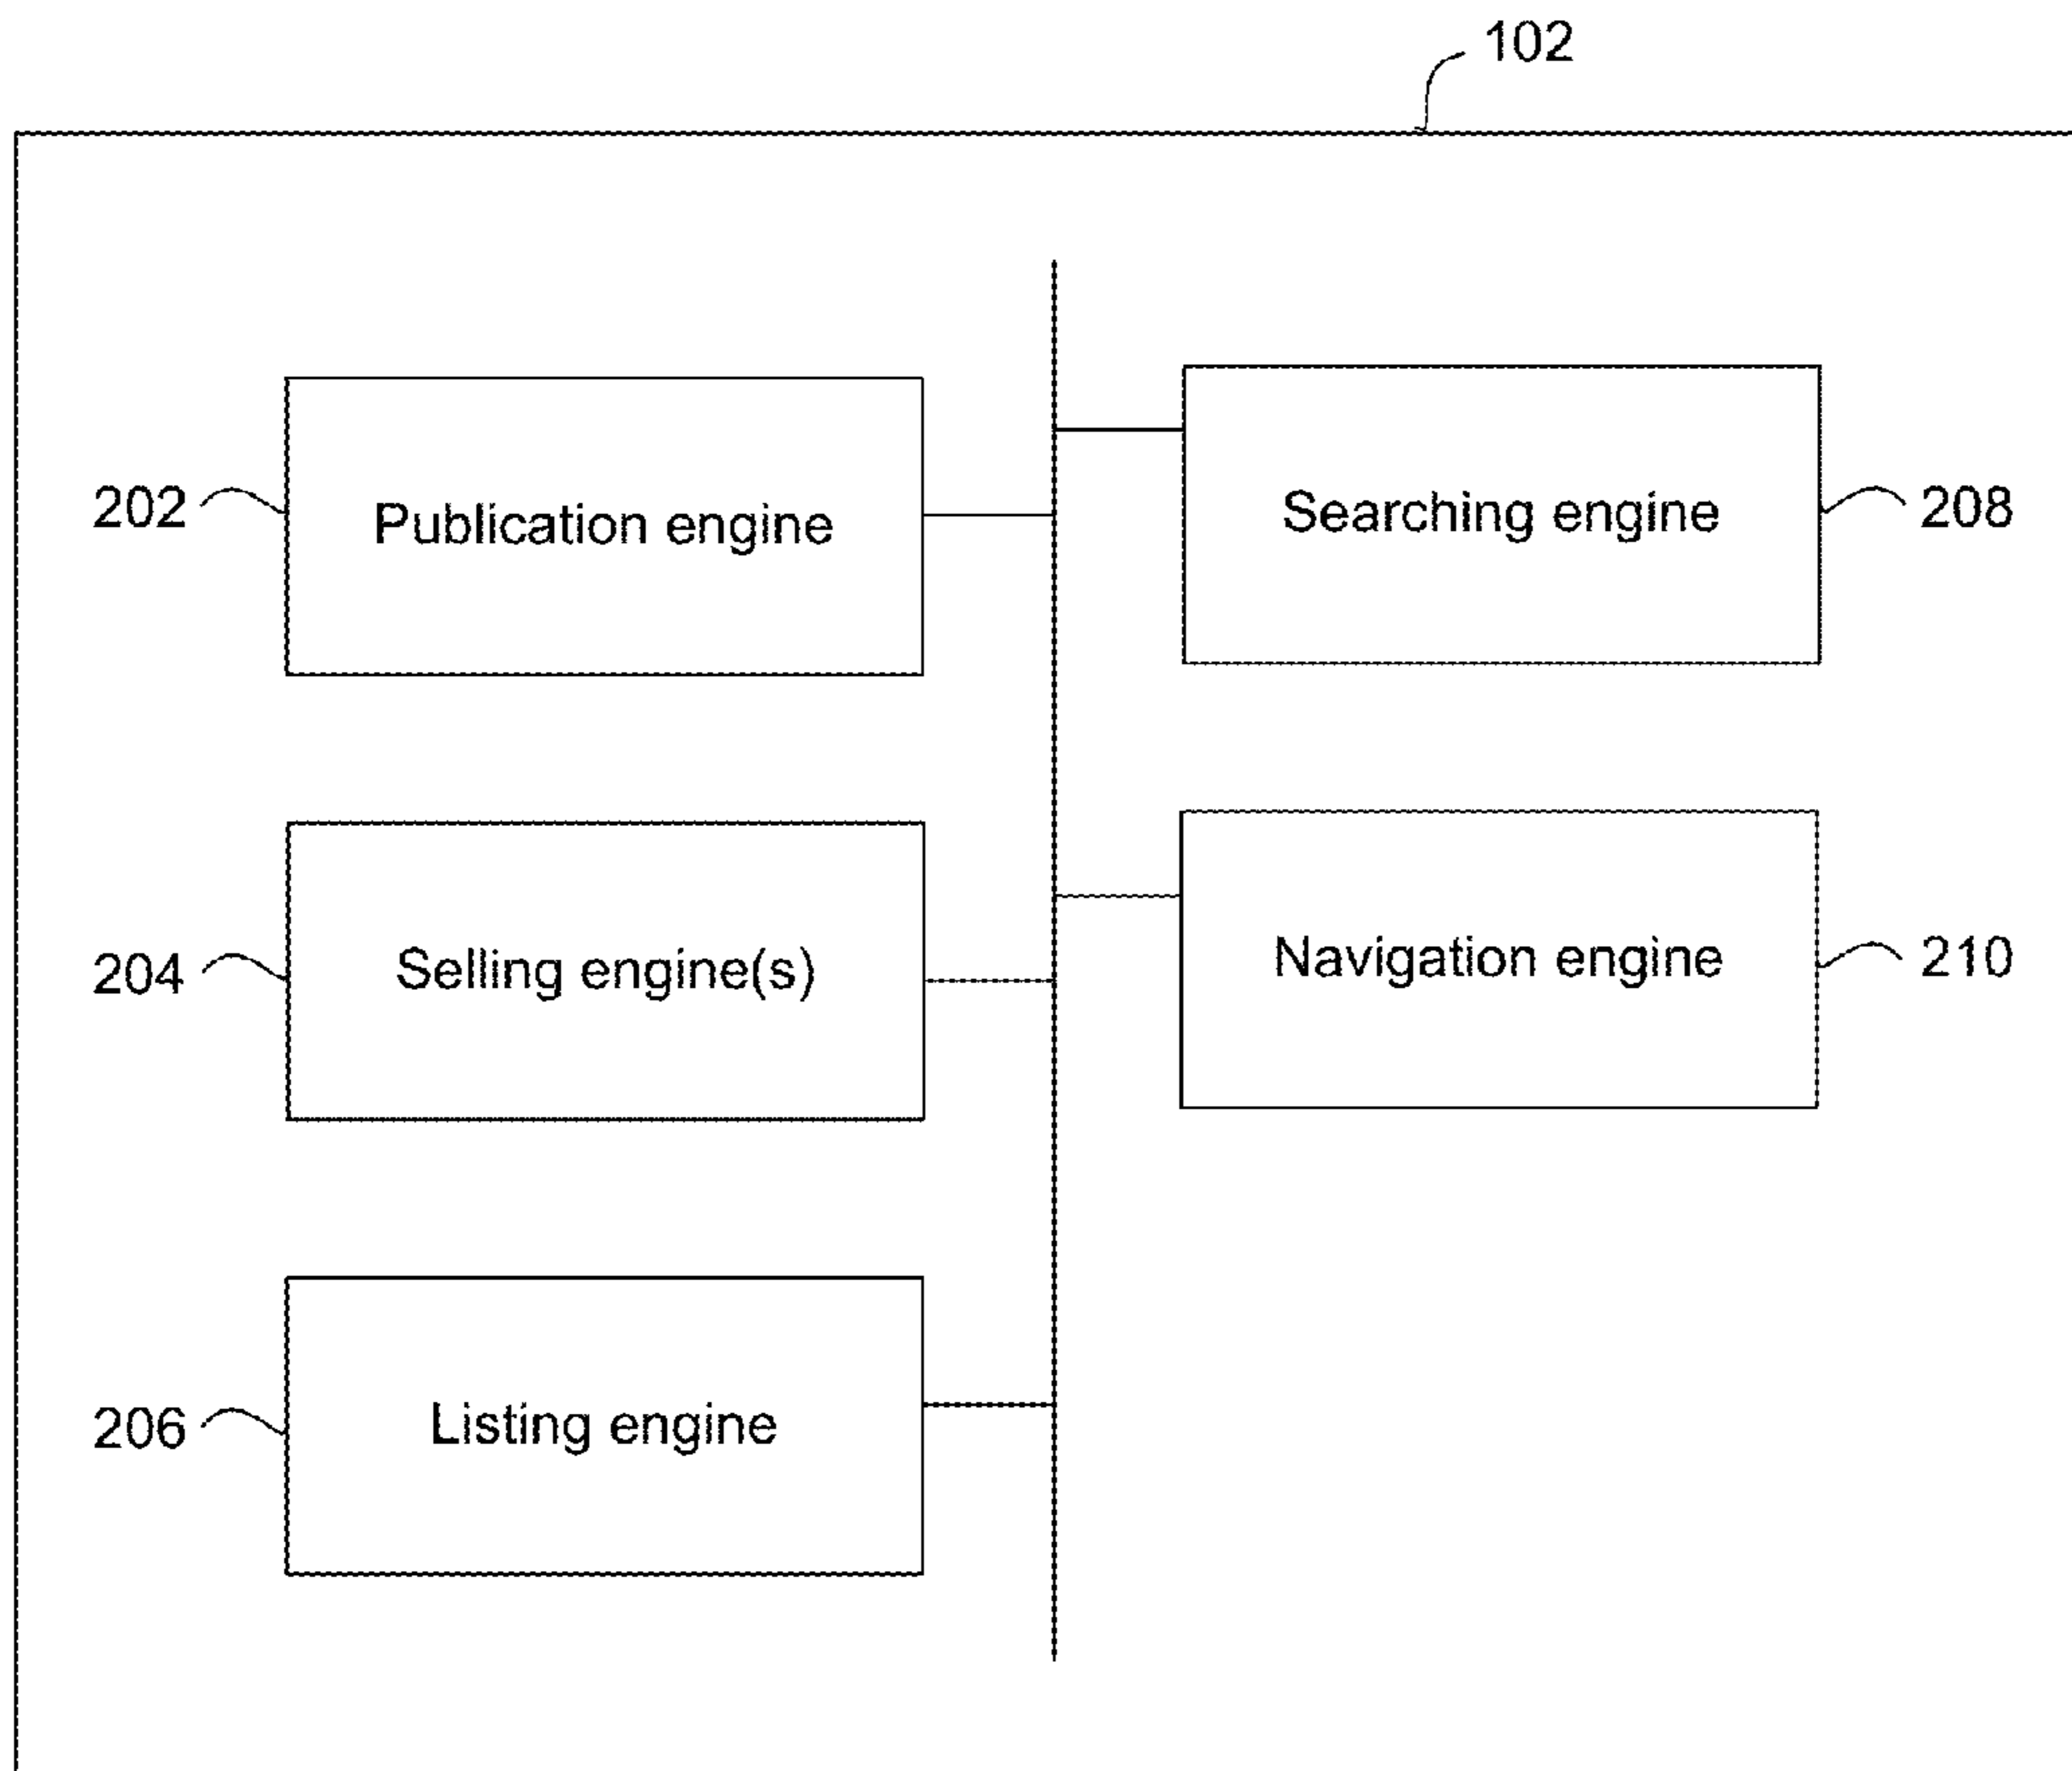 102
202
Publication engine
Searching engine
208
204
Selling engine(s)
Navigation engine
210
206
Listing engine